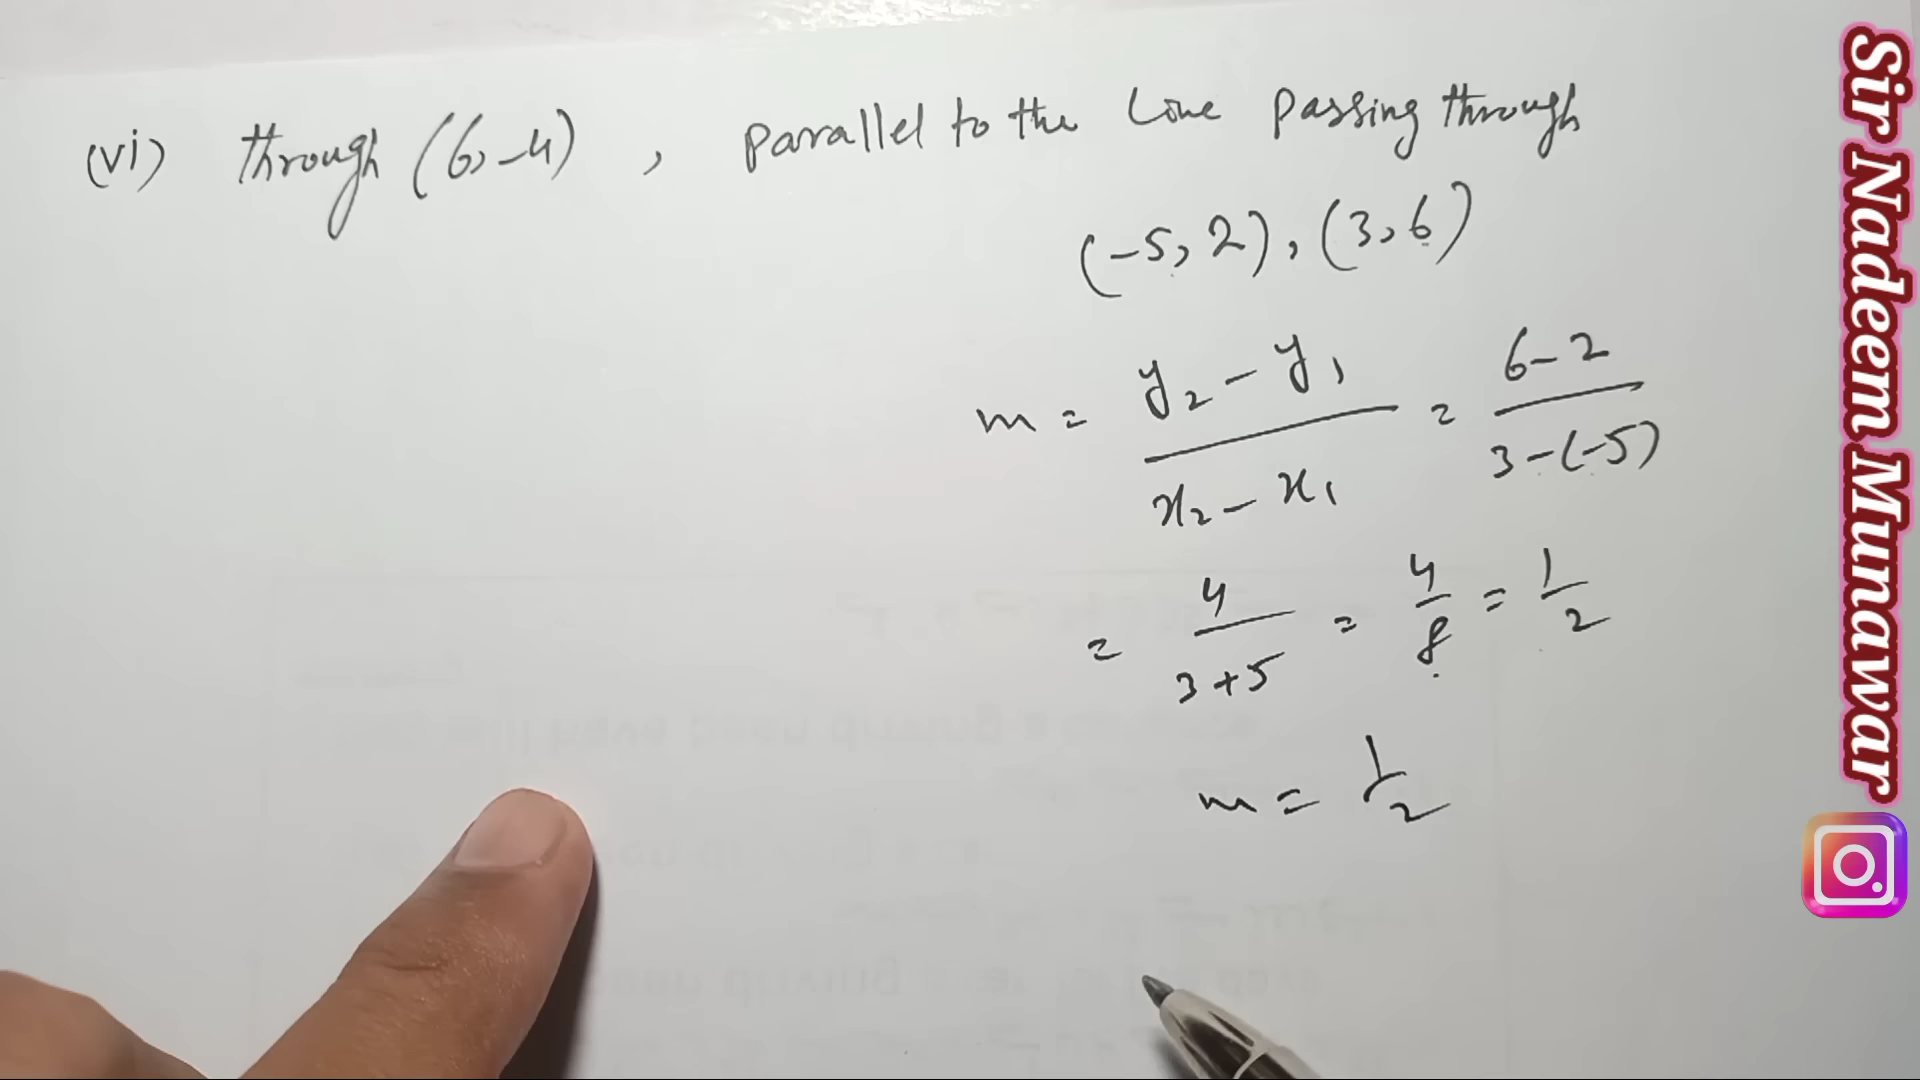 (vi) through (6, -4), parallel to the Line Passing through
(-5, 2), (3, 6)
m = y₂ - y₁ / x₂ - x₁ = 6-2 / 3-(-5)
= 4 / 3+5 = 4/8 = 1/2
m = 1/2
Sir Nadeem Munawar